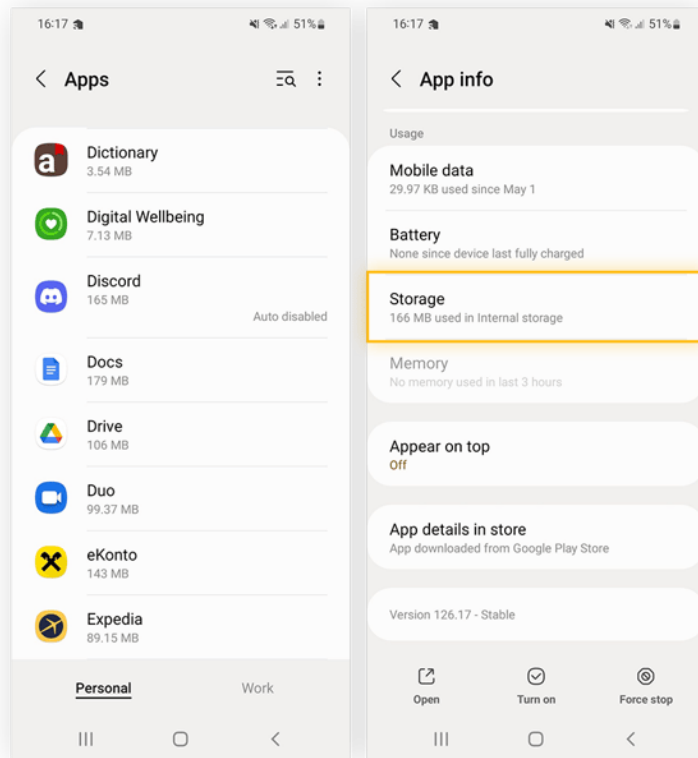 16:17
51%
Apps
Dictionary
3.54 MB
Digital Wellbeing
7.13 MB
Discord
165 MB
Auto disabled
Docs
179 MB
Drive
106 MB
Duo
99.37 MB
eKonto
143 MB
Expedia
89.15 MB
Personal
Work
16:17
51%
App info
Usage
Mobile data
29.97 KB used since May 1
Battery
None since device last fully charged
Storage
166 MB used in Internal storage
Memory
No memory used in last 3 hours
Appear on top
Off
App details in store
App downloaded from Google Play Store
Version 126.17 - Stable
Open
Turn on
Force stop